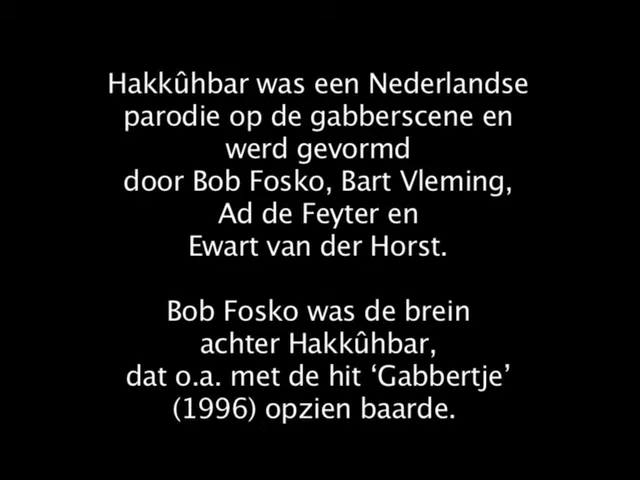 Hakkûhbar was een Nederlandse
parodie op de gabberscene en
werd gevormd
door Bob Fosko, Bart Vleming,
Ad de Feyter en
Ewart van der Horst.
Bob Fosko was de brein
achter Hakkûhbar,
dat o.a. met de hit ‘Gabbertje’
(1996) opzien baarde.